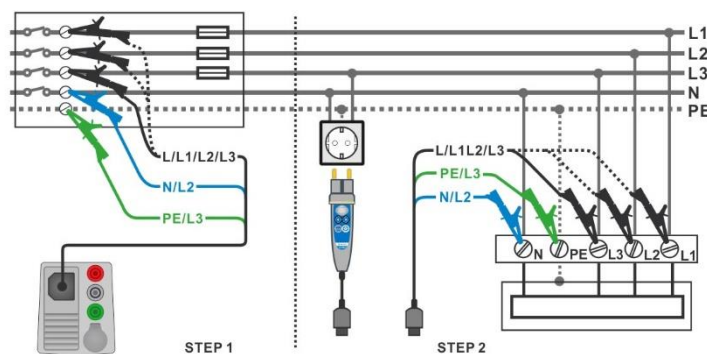 L1
L2
L3
N
PE
L/L1/L2/L3
N/L2
PE/L3
L/L1L2/L3
PE/L3
N/L2
N PE L3 L2 L1
STEP 1
STEP 2